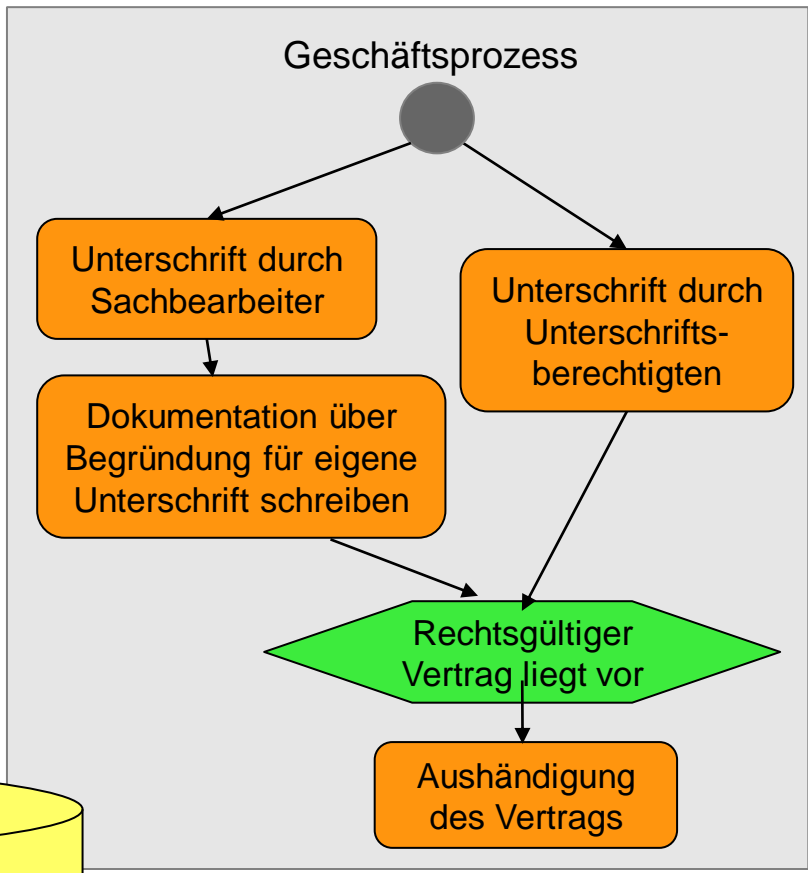 Geschäftsprozess
Unterschrift durch
Sachbearbeiter
Unterschrift durch
Unterschrifts-
berechtigten
Dokumentation über
Begründung für eigene
Unterschrift schreiben
Rechtsgültiger
Vertrag liegt vor
Aushändigung
des Vertrags